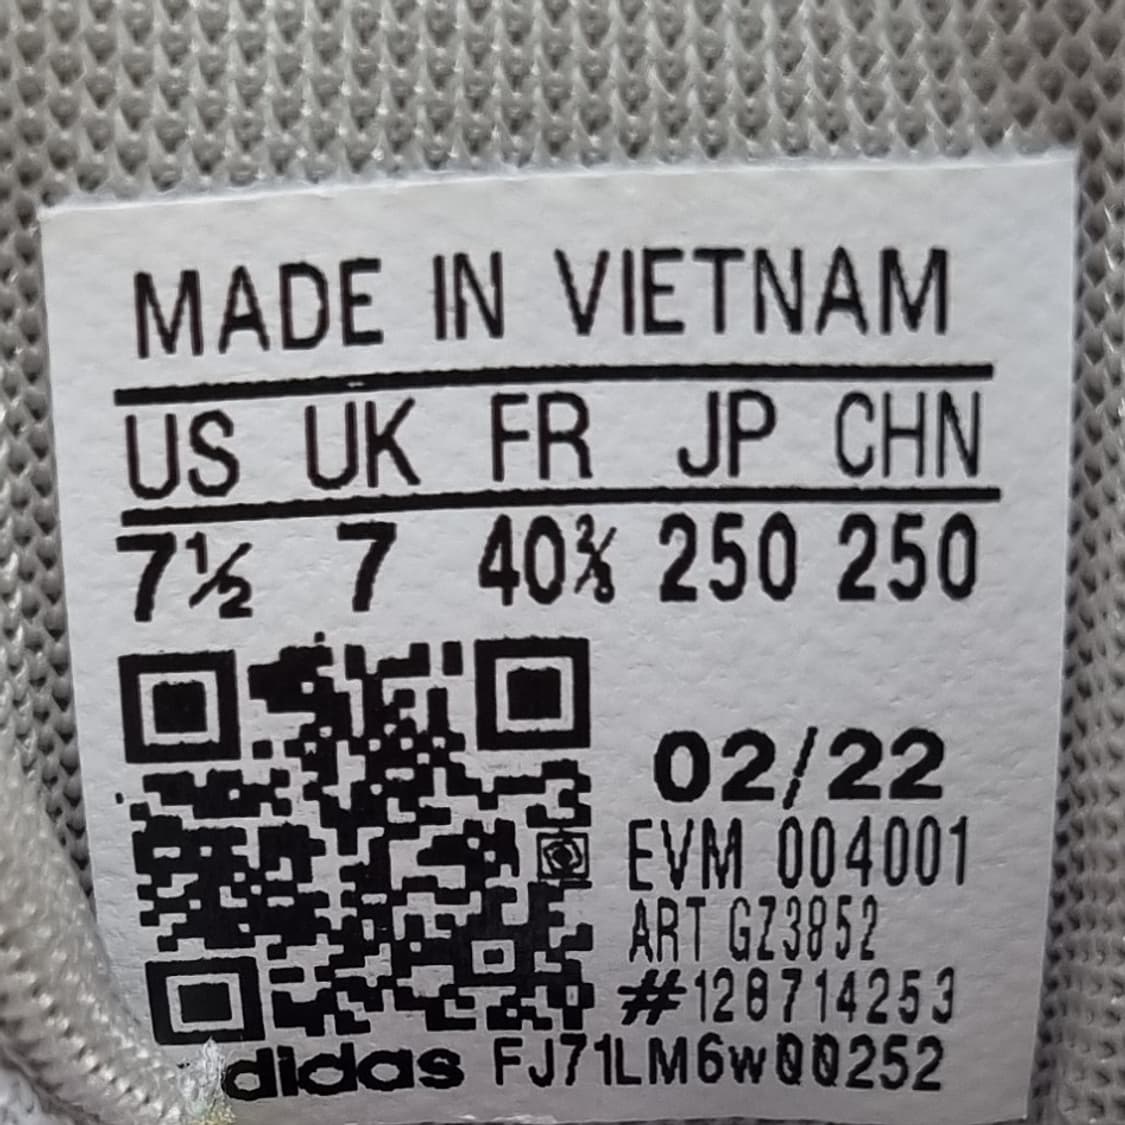 MADE IN VIETNAM
US UK FR JP CHN
7½ 7 40⅔ 250 250
02/22
EVM 004001
ART GZ3852
#128714253
adidas FJ71LM6w00252